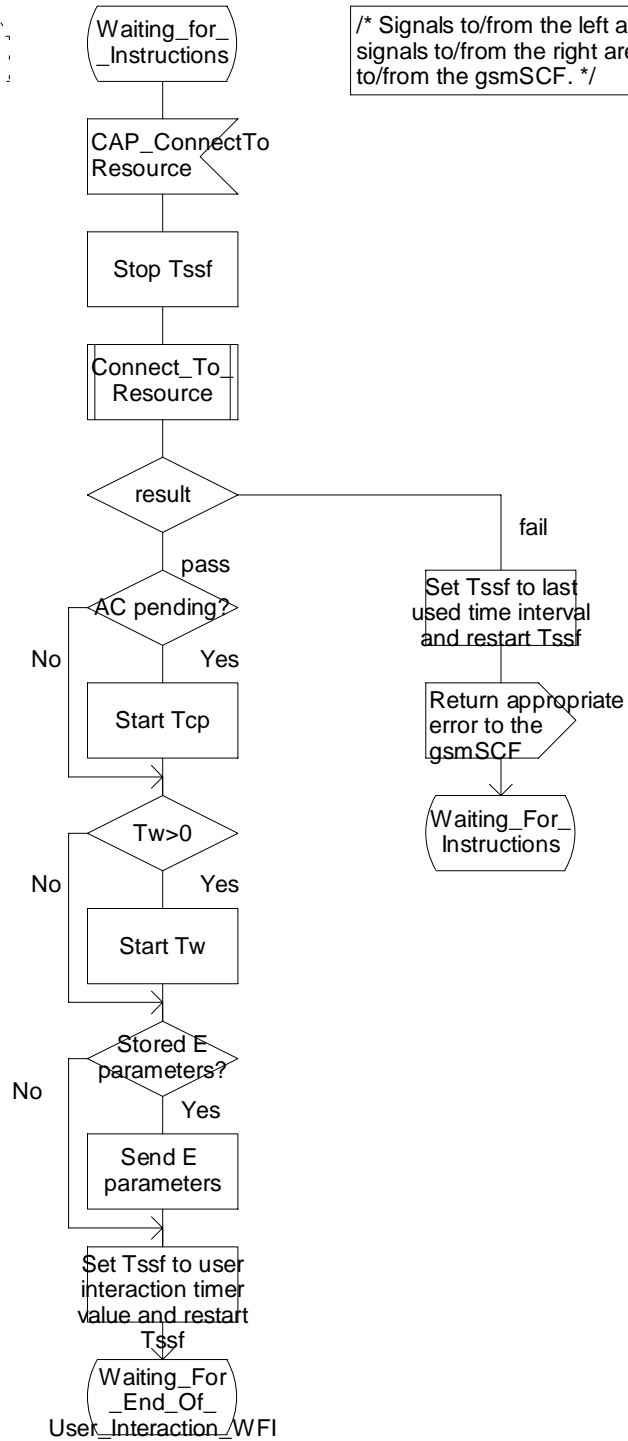 Waiting_for_
_Instructions
/* Signals to/from the left a
signals to/from the right are
to/from the gsmSCF. */
CAP_ConnectTo
Resource
Stop Tssf
Connect_To_
Resource
result
fail
pass
AC pending?
No
Yes
Set Tssf to last
used time interval
and restart Tssf
Start Tcp
Return appropriate
error to the
gsmSCF
Tw>0
Waiting_For_
Instructions
No
Yes
Start Tw
Stored E
parameters?
No
Yes
Send E
parameters
Set Tssf to user
interaction timer
value and restart
Tssf
Waiting_For
_End_Of_
User_Interaction_WFI